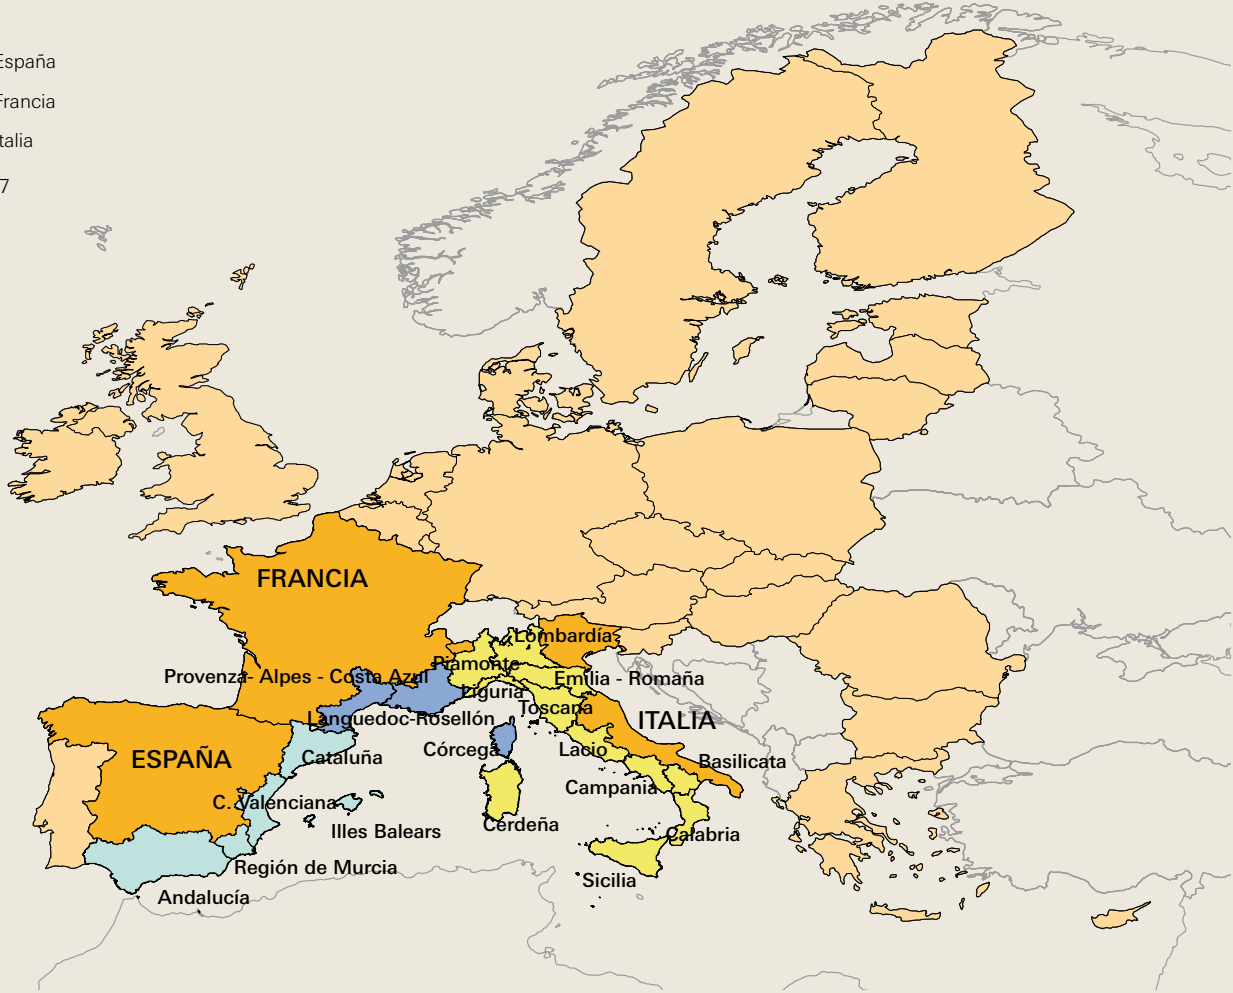 España
Francia
talia
7
FRANCIA
Lombardía
Piamonte
Provenza- Alpes - Costa Azul
Emilia - Romaña
Liguria
Toscana
Languedoc-Rosellón
ITALIA
Córcega
Lacio
ESPAÑA
Cataluña
Basilicata
Campania
C. Valenciana
Illes Balears
Cerdeña
Calabria
Región de Murcia
Sicilia
Andalucía